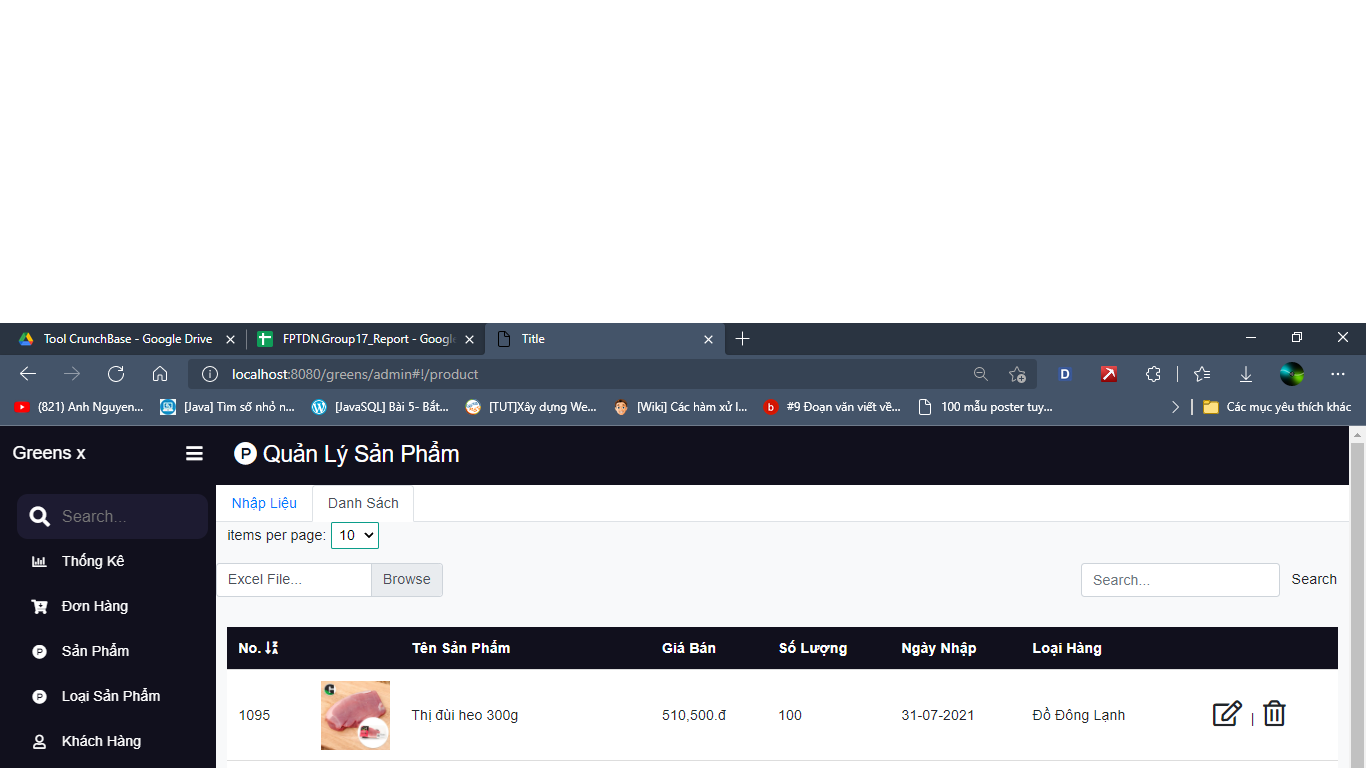 Tool CrunchBase - Google Drive
FPTDN.Group17_Report - Google
Title
localhost:8080/greens/admin#!/product
D
(821) Anh Nguyen...
[Java] Tìm số nhỏ n...
[JavaSQL] Bài 5- Bắt...
[TUT]Xây dựng We...
[Wiki] Các hàm xử l...
b
#9 Đoạn văn viết về...
100 mẫu poster tuy...
Các mục yêu thích khác
Greens x
P Quản Lý Sản Phẩm
Search...
Thống Kê
Đơn Hàng
P Sản Phẩm
P Loại Sản Phẩm
Khách Hàng
Nhập Liệu
Danh Sách
items per page: 10
Excel File... Browse
Search... Search
No. Tên Sản Phẩm Giá Bán Số Lượng Ngày Nhập Loại Hàng
1095 Thị đùi heo 300g 510,500.đ 100 31-07-2021 Đồ Đông Lạnh |